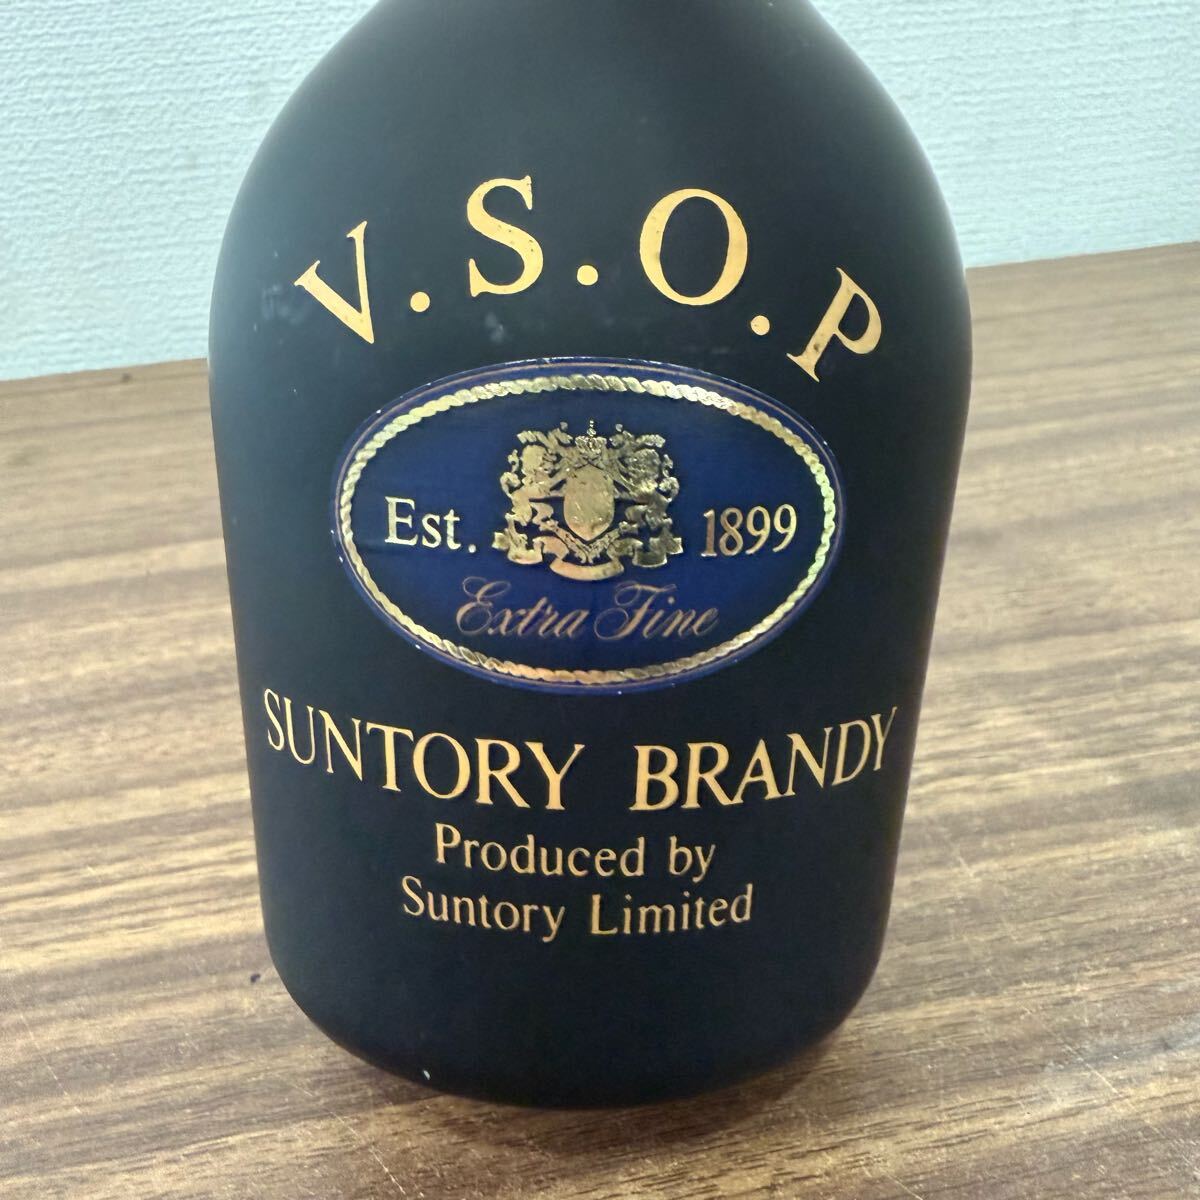 V.S.O.P
Est. 1899
Extra Fine
SUNTORY BRANDY
Produced by
Suntory Limited